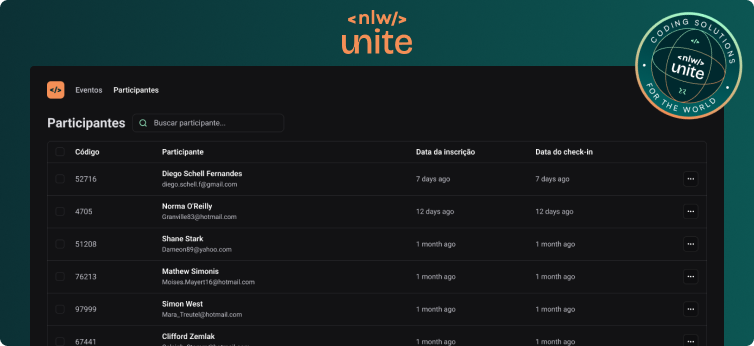 <nlw/>
unite
CODING SOLUTIONS
</>
<nlw/>
unite
FOR THE WORLD
</> Eventos Participantes
Participantes Buscar participante...
Código Participante Data da inscrição Data do check-in
52716 Diego Schell Fernandes 7 days ago 7 days ago
diego.schell.f@gmail.com
4705 Norma O'Reilly 12 days ago 12 days ago
Granville83@hotmail.com
51208 Shane Stark 1 month ago 1 month ago
Dameon89@yahoo.com
76213 Mathew Simonis 1 month ago 1 month ago
Moises.Mayert16@hotmail.com
97999 Simon West 1 month ago 1 month ago
Mara_Treutel@hotmail.com
67441 Clifford Zemlak 1 month ago 1 month ago